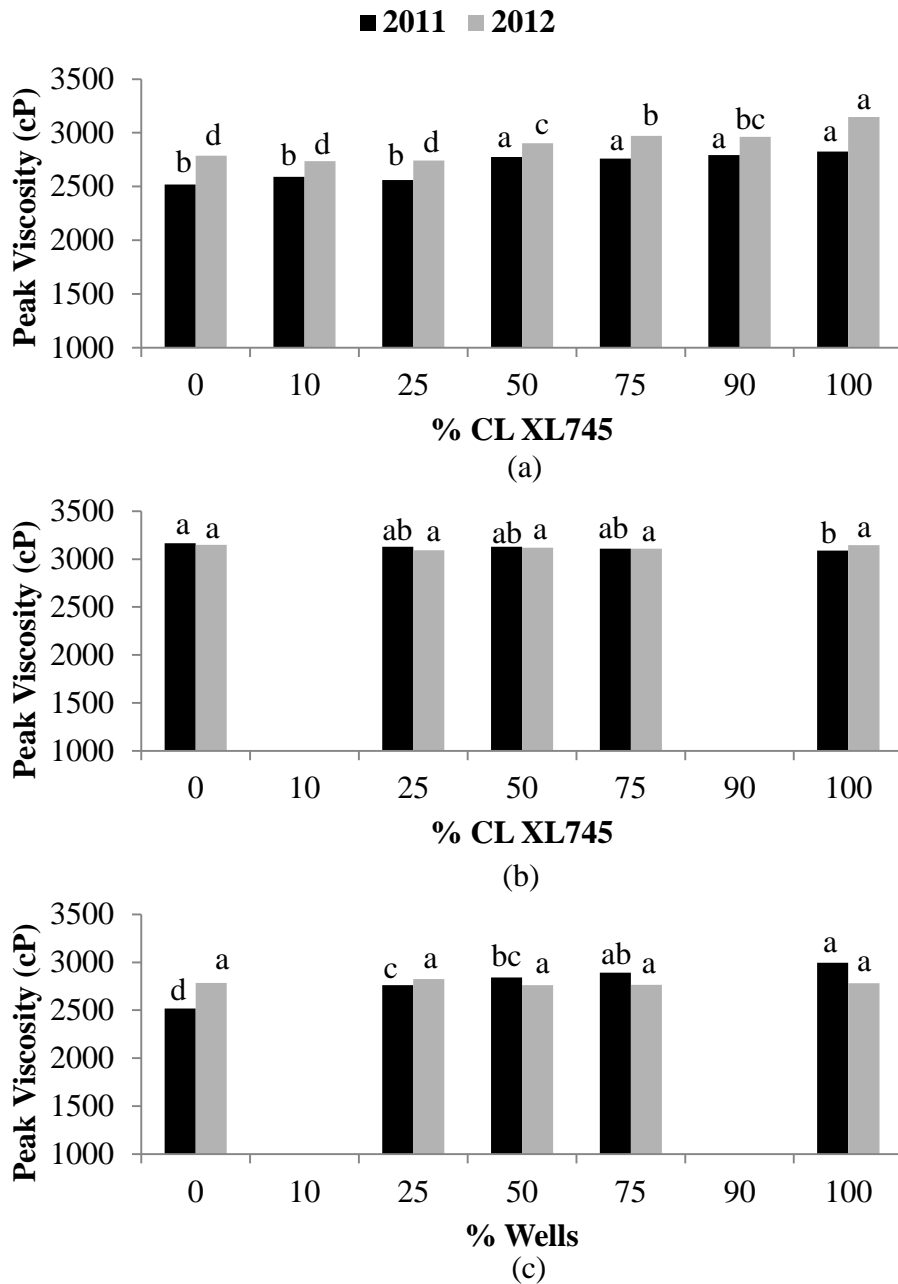 2011 2012
3500
3000
2500
2000
1500
1000
Peak Viscosity (cP)
b d b d b d a c a b a bc a a
0 10 25 50 75 90 100
% CL XL745
(a)
3500
3000
2500
2000
1500
1000
Peak Viscosity (cP)
a a ab a ab a ab a b a
0 10 25 50 75 90 100
% CL XL745
(b)
3500
3000
2500
2000
1500
1000
Peak Viscosity (cP)
d a c a bc a ab a a a
0 10 25 50 75 90 100
% Wells
(c)